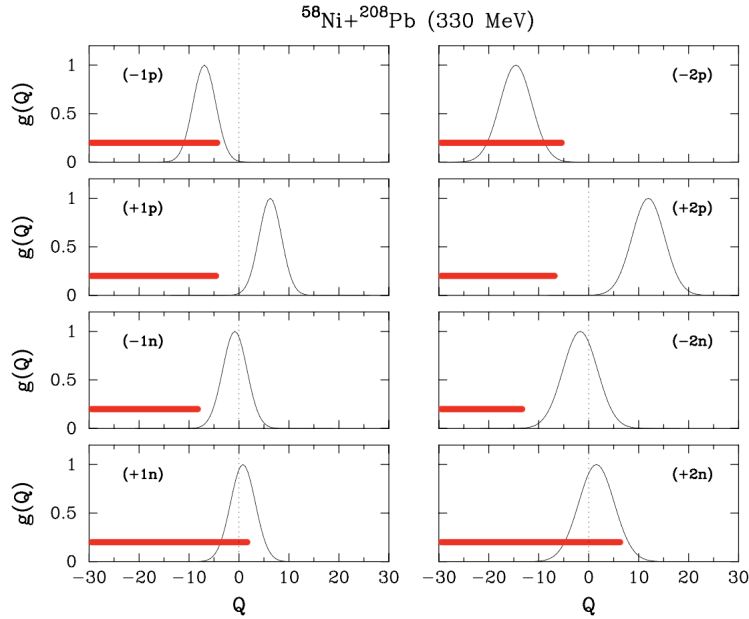 ⁵⁸Ni+²⁰⁸Pb (330 MeV)
g(Q)
1
0.5
0
(−1p)
(−2p)
g(Q)
1
0.5
0
(+1p)
(+2p)
g(Q)
1
0.5
0
(−1n)
(−2n)
g(Q)
1
0.5
0
(+1n)
(+2n)
−30 −20 −10 0 10 20 30
−30 −20 −10 0 10 20 30
Q
Q